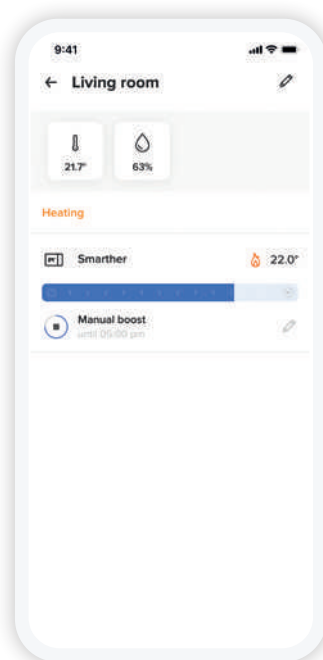 9:41
Living room
21.7°
63%
Heating
Smarther
22.0°
Manual boost
until 05:00 pm